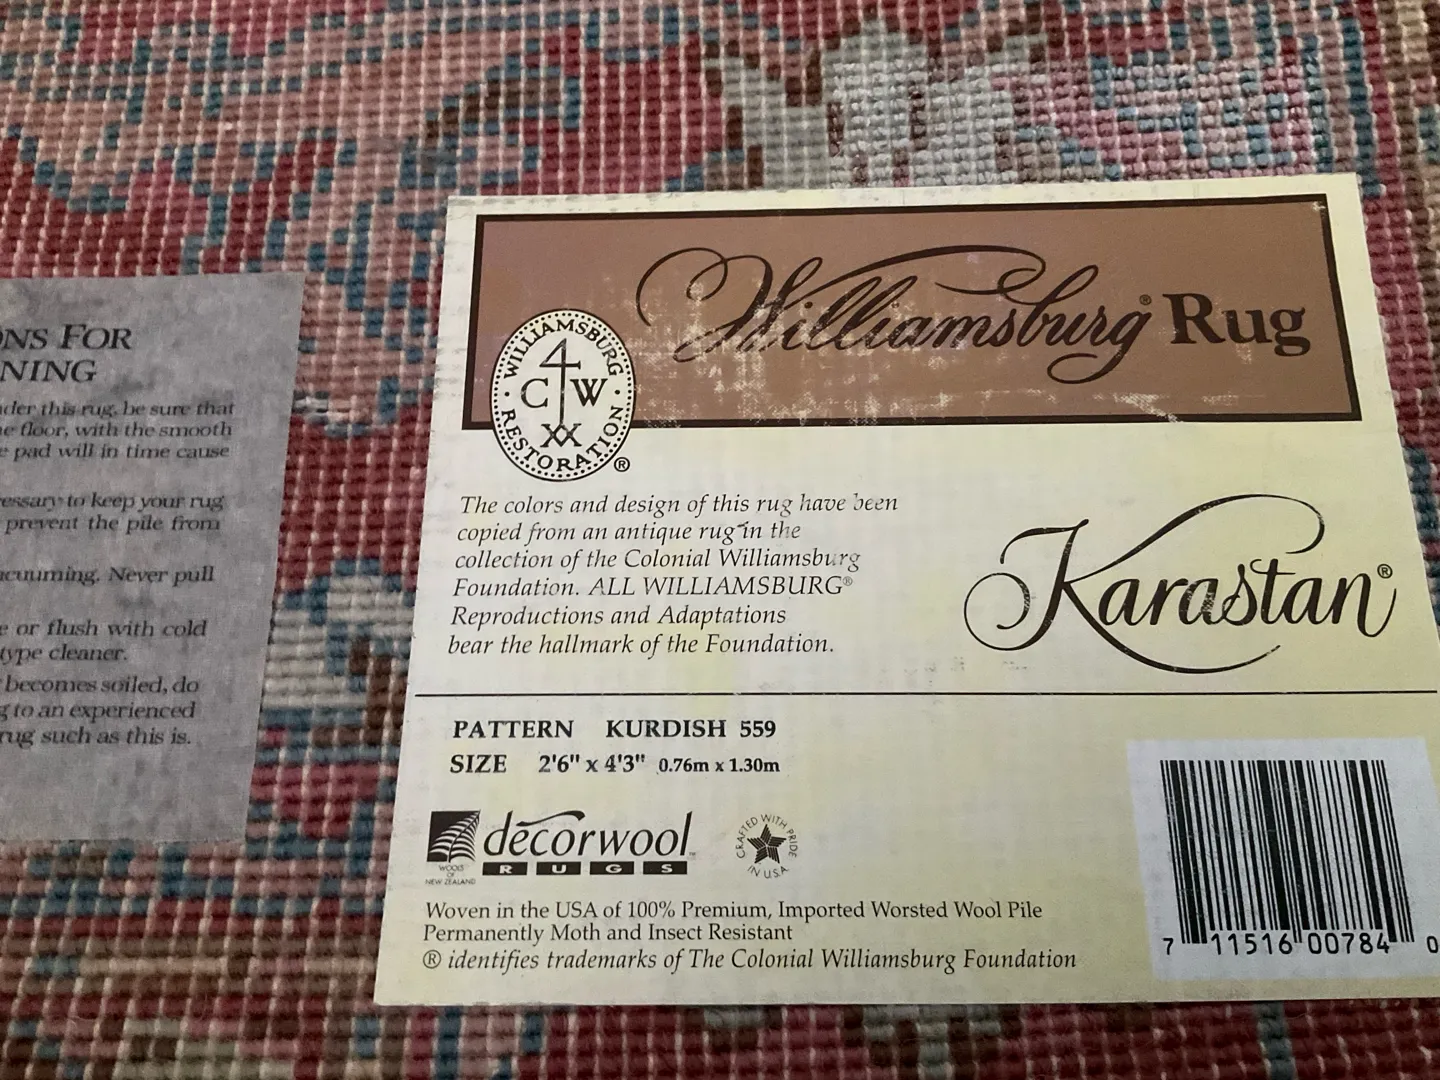 ONS FOR
NING
nder this rug, be sure that
e floor, with the smooth
e pad will in time cause
essary to keep your rug
prevent the pile from
acuuming. Never pull
e or flush with cold
type cleaner.
becomes soiled, do
g to an experienced
rug such as this is.
Williamsburg® Rug
WILLIAMSBURG
CW
RESTORATION
®
The colors and design of this rug have been
copied from an antique rug in the
collection of the Colonial Williamsburg
Foundation. ALL WILLIAMSBURG®
Reproductions and Adaptations
bear the hallmark of the Foundation.
Karastan®
PATTERN KURDISH 559
SIZE 2'6" x 4'3" 0.76m x 1.30m
decorwool
RUGS
WOOLS
OF
NEW ZEALAND
CRAFTED WITH PRIDE
IN U.S.A.
Woven in the USA of 100% Premium, Imported Worsted Wool Pile
Permanently Moth and Insect Resistant
® identifies trademarks of The Colonial Williamsburg Foundation
7 11516 00784 0